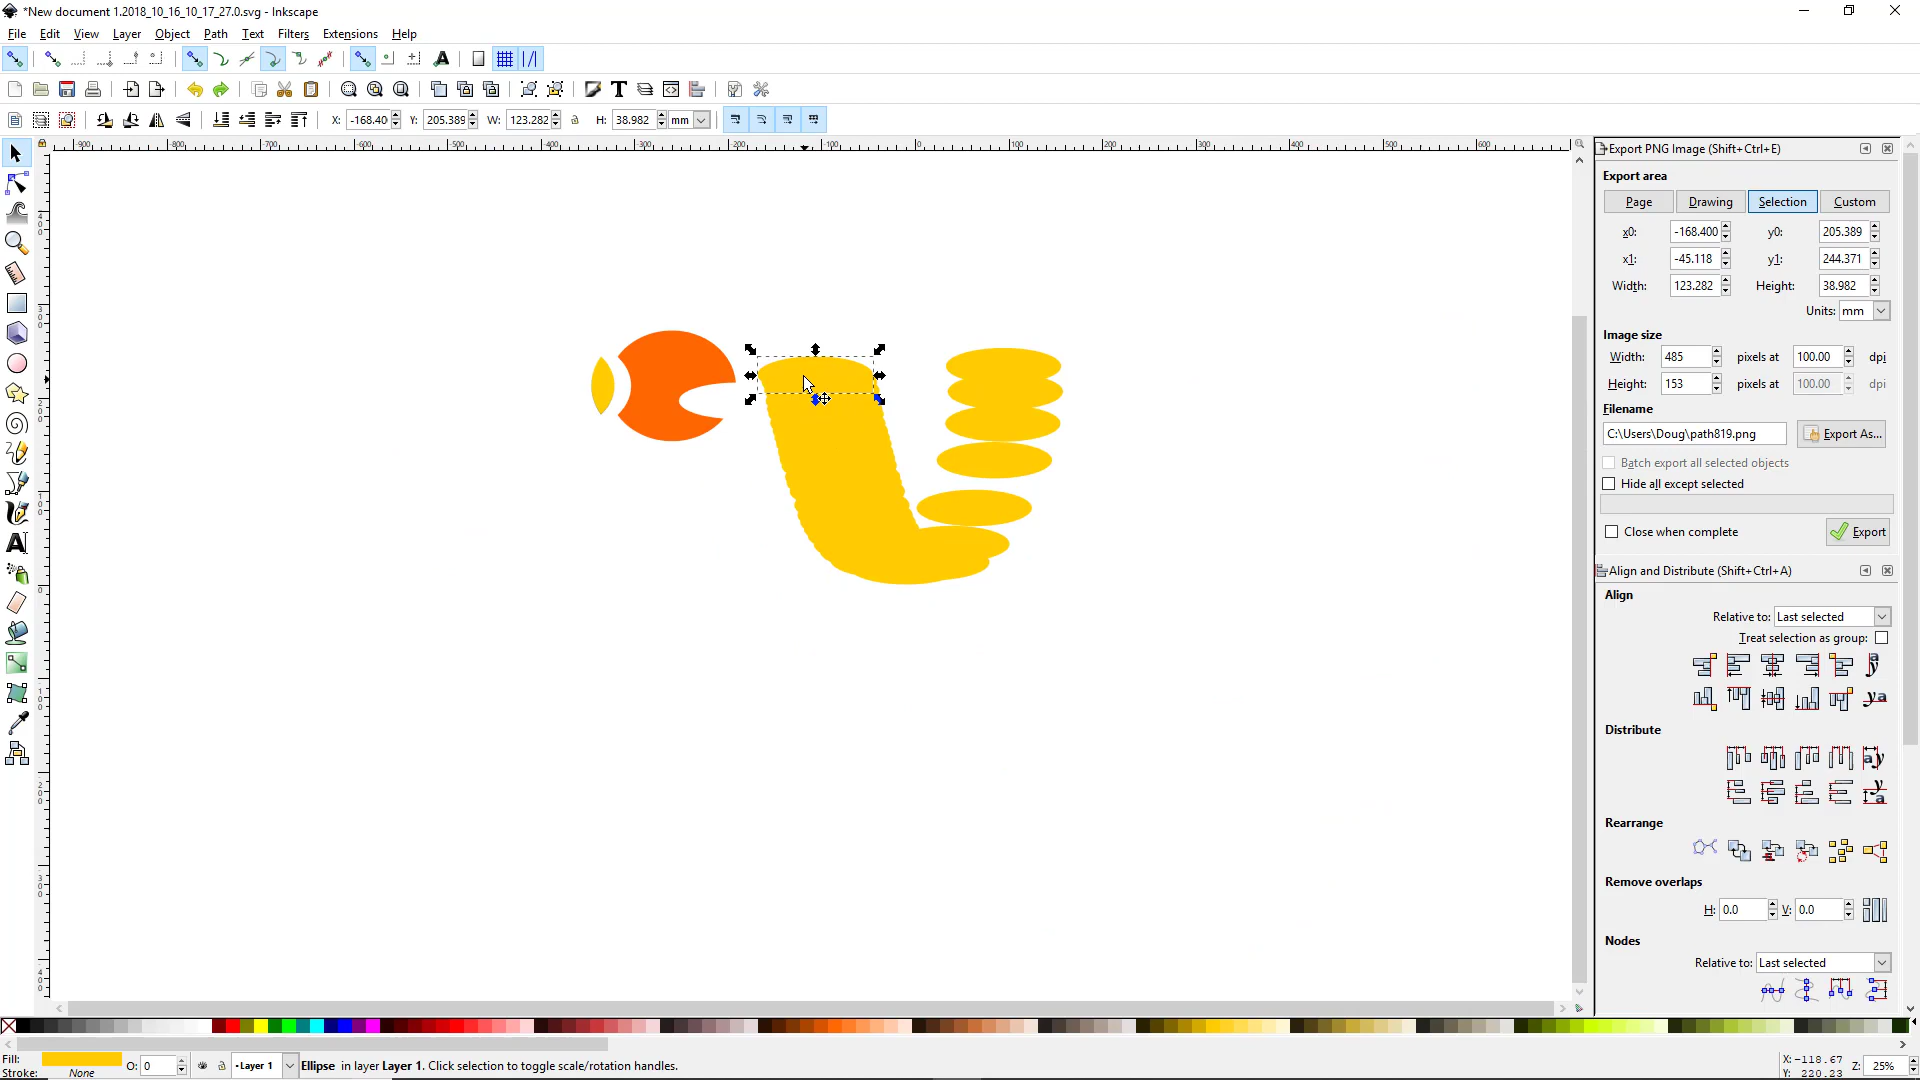 *New document 1.2018_10_16_10_17_27.0.svg - Inkscape
File Edit View Layer Object Path Text Filters Extensions Help
X: -168.40 Y: 205.389 W: 123.282 H: 38.982 mm
Export PNG Image (Shift+Ctrl+E)
Export area
Page Drawing Selection Custom
x0: -168.400 y0: 205.389
x1: -45.118 y1: 244.371
Width: 123.282 Height: 38.982
Units: mm
Image size
Width: 485 pixels at 100.00 dpi
Height: 153 pixels at 100.00 dpi
Filename
C:\Users\Doug\path819.png Export As...
Batch export all selected objects
Hide all except selected
Close when complete Export
Align and Distribute (Shift+Ctrl+A)
Align
Relative to: Last selected
Treat selection as group:
Distribute
Rearrange
Remove overlaps
H: 0.0 V: 0.0
Nodes
Relative to: Last selected
Fill:
Stroke: None
O: 0 •Layer 1 Ellipse in layer Layer 1. Click selection to toggle scale/rotation handles.
X: -118.67
Y: 220.23
Z: 25%